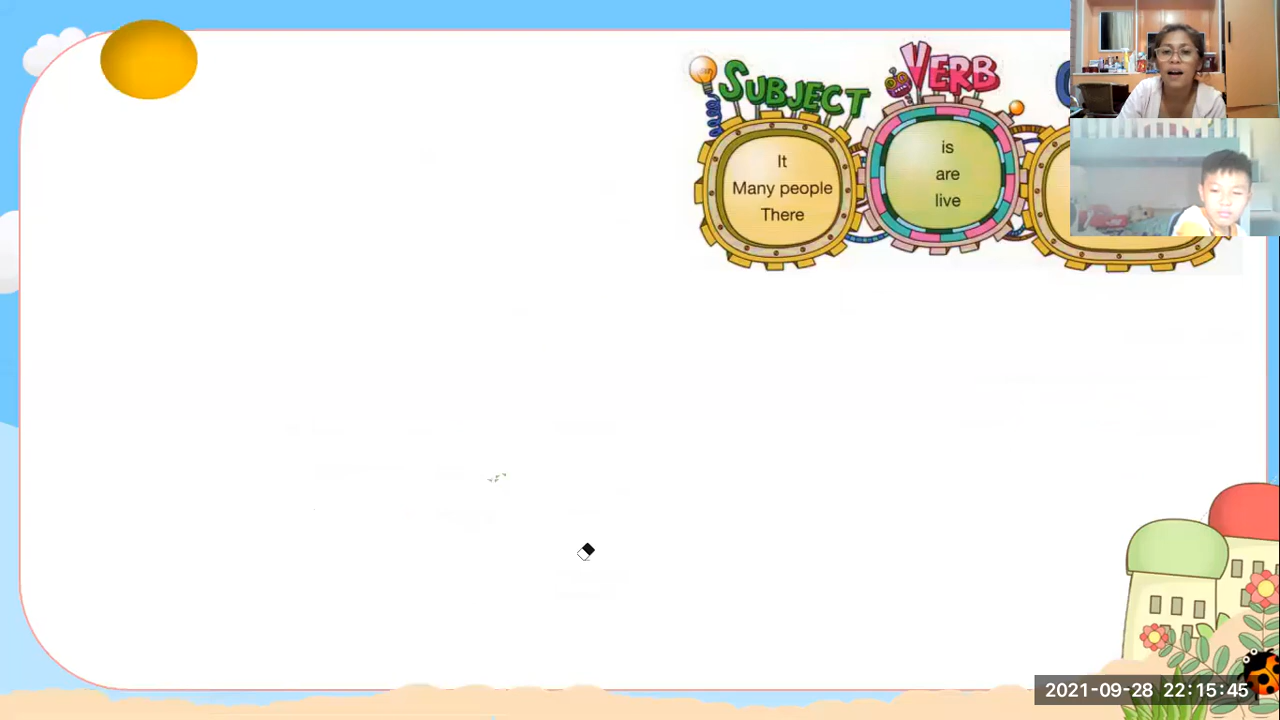 SUBJECT
VERB
It
Many people
There
is
are
live
2021-09-28 22:15:45